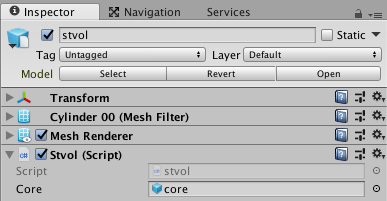 Inspector Navigation Services
stvol Static
Tag Untagged Layer Default
Model Select Revert Open
Transform
Cylinder 00 (Mesh Filter)
Mesh Renderer
Stvol (Script)
Script stvol
Core core